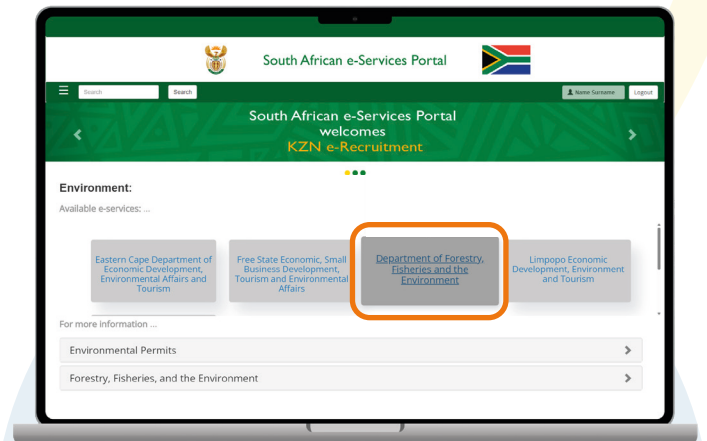 South African e-Services Portal
Search
Search
Name Surname
Logout
South African e-Services Portal
welcomes
KZN e-Recruitment
Environment:
Available e-services: ...
Eastern Cape Department of
Economic Development,
Environmental Affairs and
Tourism
Free State Economic, Small
Business Development,
Tourism and Environmental
Affairs
Department of Forestry,
Fisheries and the
Environment
Limpopo Economic
Development, Environment
and Tourism
For more information ...
Environmental Permits
Forestry, Fisheries, and the Environment